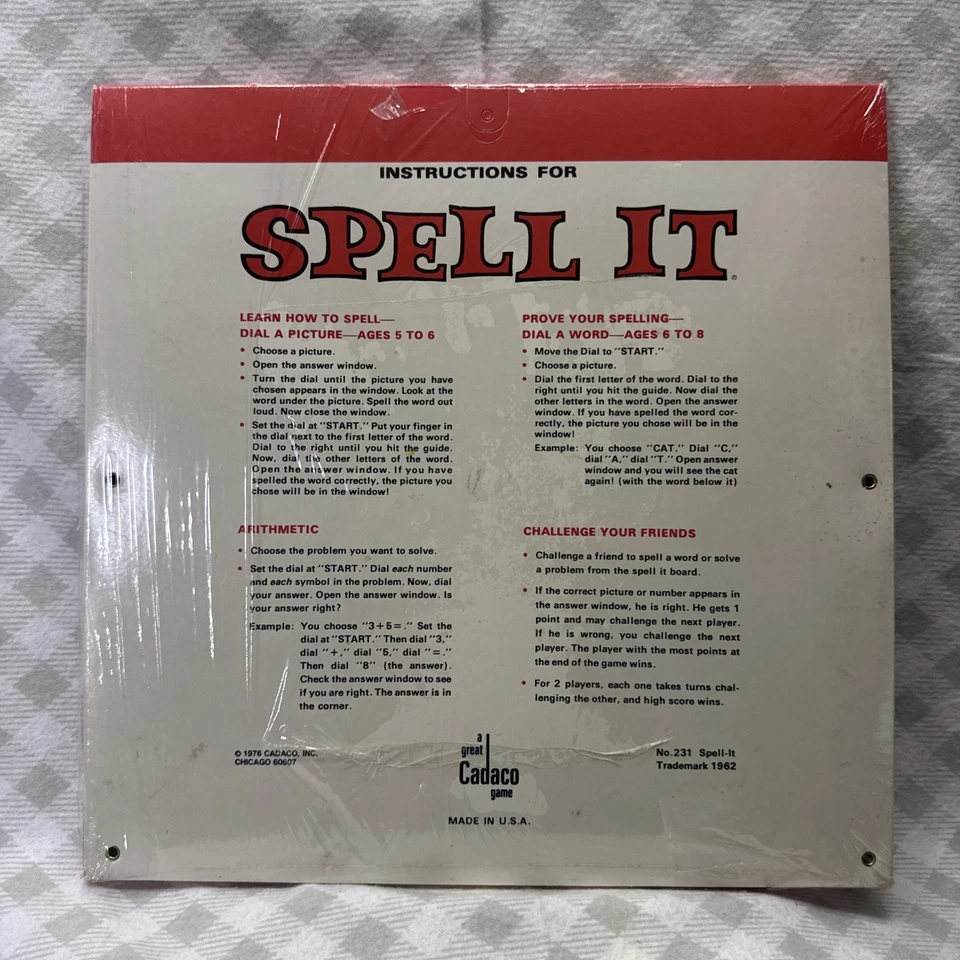 INSTRUCTIONS FOR
SPELL IT®
LEARN HOW TO SPELL—
DIAL A PICTURE—AGES 5 TO 6
• Choose a picture.
• Open the answer window.
• Turn the dial until the picture you have
chosen appears in the window. Look at the
word under the picture. Spell the word out
loud. Now close the window.
• Set the dial at "START." Put your finger in
the dial next to the first letter of the word.
Dial to the right until you hit the guide.
Now, dial the other letters of the word.
Open the answer window. If you have
spelled the word correctly, the picture you
chose will be in the window!
PROVE YOUR SPELLING—
DIAL A WORD—AGES 6 TO 8
• Move the Dial to "START."
• Choose a picture.
• Dial the first letter of the word. Dial to the
right until you hit the guide. Now dial the
other letters in the word. Open the answer
window. If you have spelled the word cor-
rectly, the picture you chose will be in the
window!
Example: You choose "CAT." Dial "C,"
dial "A," dial "T." Open answer
window and you will see the cat
again! (with the word below it)
ARITHMETIC
• Choose the problem you want to solve.
• Set the dial at "START." Dial each number
and each symbol in the problem. Now, dial
your answer. Open the answer window. Is
your answer right?
Example: You choose "3+5=." Set the
dial at "START." Then dial "3,"
dial "+," dial "5," dial "=."
Then dial "8" (the answer).
Check the answer window to see
if you are right. The answer is in
the corner.
CHALLENGE YOUR FRIENDS
• Challenge a friend to spell a word or solve
a problem from the spell it board.
• If the correct picture or number appears in
the answer window, he is right. He gets 1
point and may challenge the next player.
If he is wrong, you challenge the next
player. The player with the most points at
the end of the game wins.
• For 2 players, each one takes turns chal-
lenging the other, and high score wins.
© 1976 CADACO, INC.
CHICAGO 60607
a
great
Cadaco
game
No.231 Spell-It
Trademark 1962
MADE IN U.S.A.